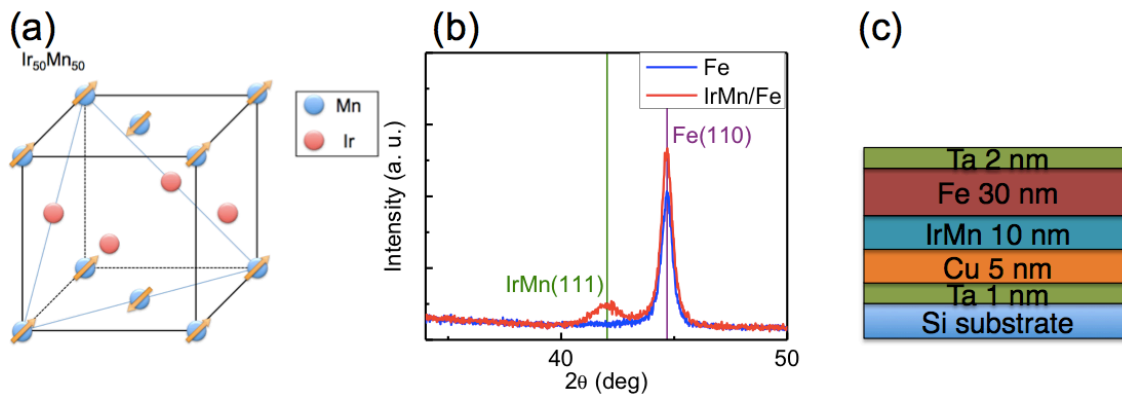 (a)
Ir₅₀Mn₅₀
Mn
Ir
(b)
Fe
IrMn/Fe
Fe(110)
IrMn(111)
Intensity (a. u.)
40
50
2θ (deg)
(c)
Ta 2 nm
Fe 30 nm
IrMn 10 nm
Cu 5 nm
Ta 1 nm
Si substrate